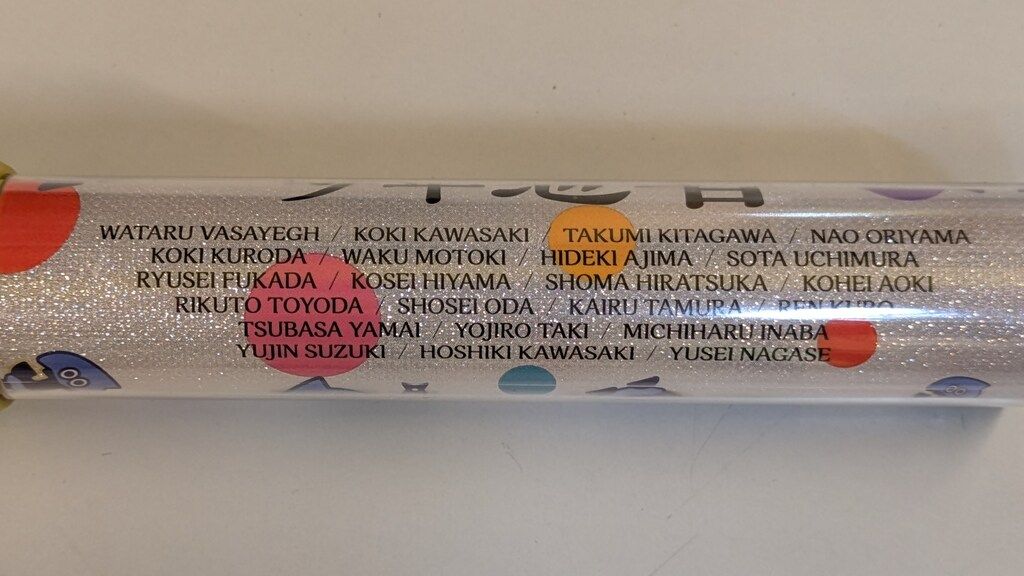 WATARU VASAYEGH / KOKI KAWASAKI / TAKUMI KITAGAWA / NAO ORIYAMA
KOKI KURODA / WAKU MOTOKI / HIDEKI AJIMA / SOTA UCHIMURA
RYUSEI FUKADA / KOSEI HIYAMA / SHOMA HIRATSUKA / KOHEI AOKI
RIKUTO TOYODA / SHOSEI ODA / KAIRU TAMURA / REN KUBO
TSUBASA YAMAI / YOJIRO TAKI / MICHIHARU INABA
YUJIN SUZUKI / HOSHIKI KAWASAKI / YUSEI NAGASE